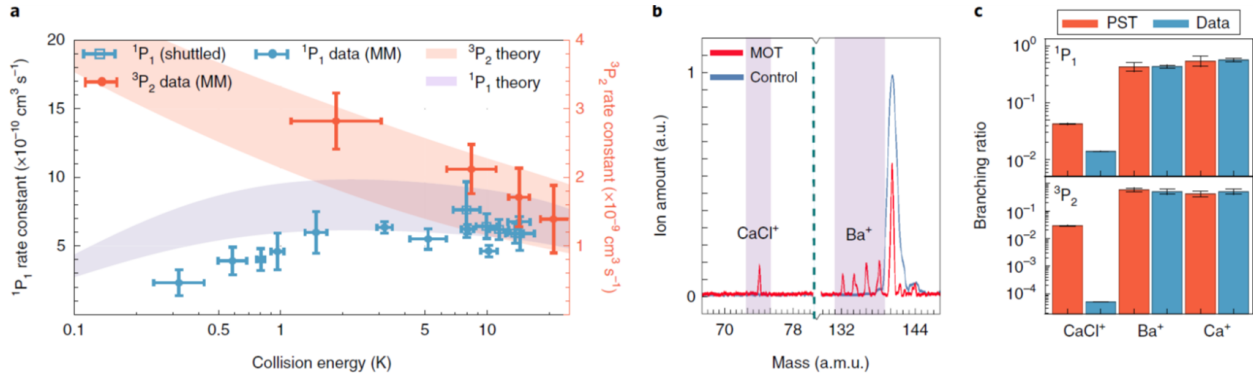 a
¹P₁ (shuttled)
¹P₁ data (MM)
³P₂ theory
³P₂ data (MM)
¹P₁ theory
20
15
10
5
4
3
2
1
0
0.1
1
10
¹P₁ rate constant (×10⁻¹⁰ cm³ s⁻¹)
³P₂ rate constant (×10⁻⁹ cm³ s⁻¹)
Collision energy (K)
b
MOT
Control
1
0
Ion amount (a.u.)
CaCl⁺
Ba⁺
70
78
132
144
Mass (a.m.u.)
c
PST
Data
¹P₁
10⁰
10⁻¹
10⁻²
³P₂
10⁻¹
10⁻²
10⁻³
10⁻⁴
Branching ratio
CaCl⁺
Ba⁺
Ca⁺